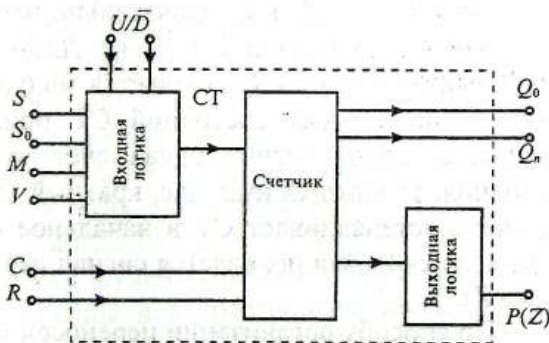 U/D̅
СТ
S
S₀
M
V
Входная
логика
C
R
Счетчик
Выходная
логика
Q₀
Qₙ
P(Z)